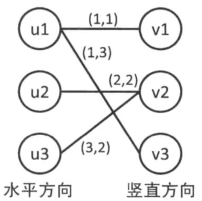 u1 (1,1) v1
(1,3)
u2 (2,2) v2
u3 (3,2) v3
水平方向 竖直方向